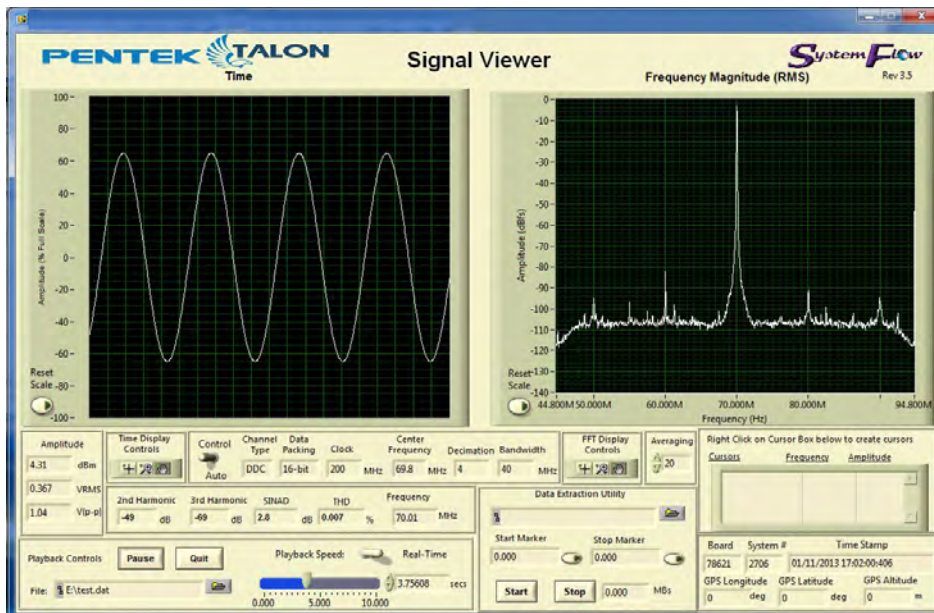 PENTEK TALON
Signal Viewer
SystemFlow
Rev 3.5
Time
Amplitude (% Full Scale)
100
80
60
40
20
0
-20
-40
-60
-80
-100
Reset
Scale
Frequency Magnitude (RMS)
Amplitude (dBfs)
0
-10
-20
-30
-40
-50
-60
-70
-80
-90
-100
-110
-120
-130
-140
Reset
Scale
44.800M 50.000M 60.000M 70.000M 80.000M 94.800M
Frequency (Hz)
Amplitude
4.31 dBm
0.367 VRMS
1.04 V(p-p)
Time Display
Controls
Control
Auto
Channel
Type
DDC
Data
Packing
16-bit
Clock
200 MHz
Center
Frequency
69.8 MHz
Decimation
4
Bandwidth
40 MHz
FFT Display
Controls
Averaging
20
Right Click on Cursor Box below to create cursors
Cursors Frequency Amplitude
2nd Harmonic
-49 dB
3rd Harmonic
-69 dB
SINAD
2.8 dB
THD
0.007 %
Frequency
70.01 MHz
Data Extraction Utility
Start Marker
0.000
Stop Marker
0.000
Start
Stop
0.000 MBs
Playback Controls
Pause
Quit
Playback Speed:
Real-Time
File:
E:\test.dat
0.000 5.000 10.000
3.75608 secs
Board System # Time Stamp
78621 2706 01/11/2013 17:02:00:406
GPS Longitude GPS Latitude GPS Altitude
0 deg 0 deg 0 m